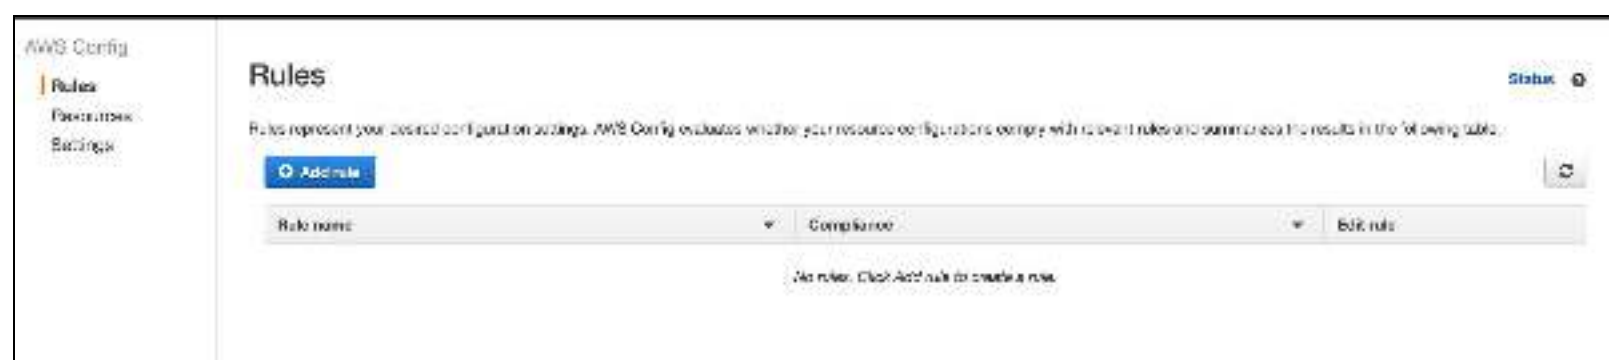 AWS Config
Rules
Resources
Settings
Rules
Status
Rules represent your desired configuration settings. AWS Config evaluates whether your resource configurations comply with relevant rules and summarizes the results in the following table.
Add rule
Rule name
Compliance
Edit rule
No rules. Click Add rule to create a rule.